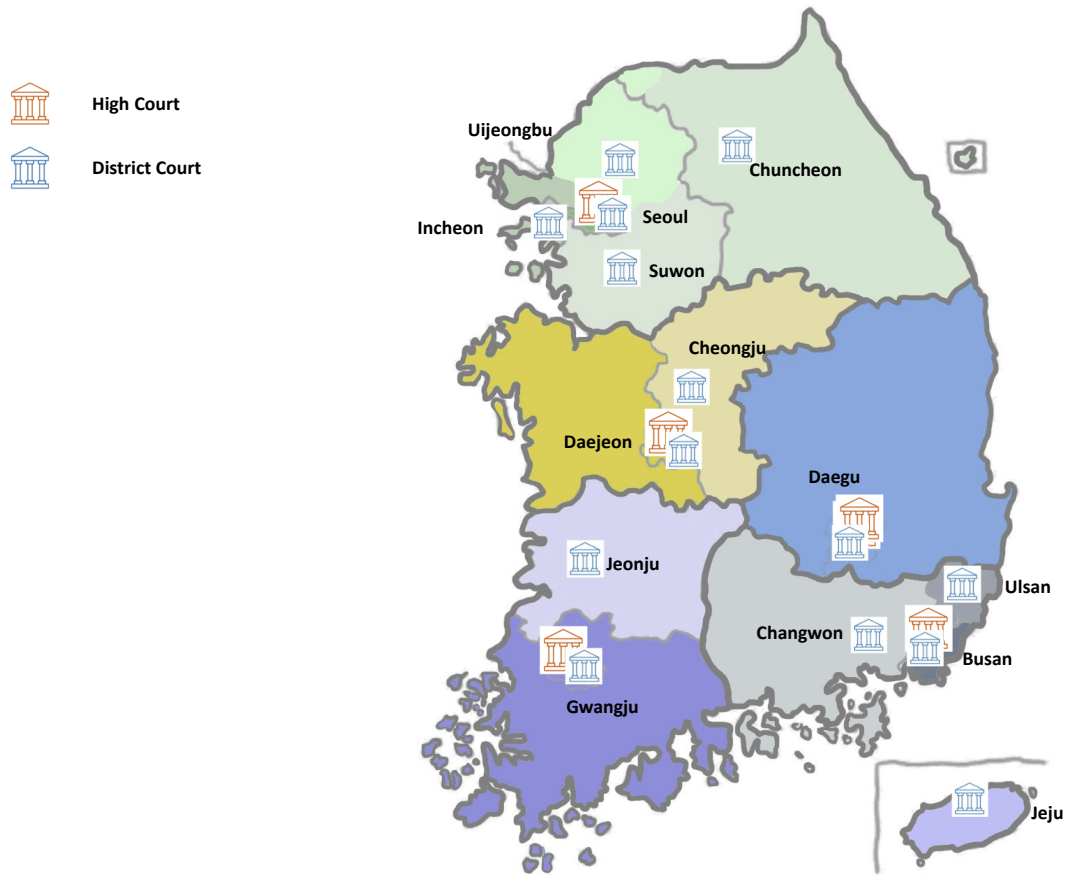 High Court
District Court
Uijeongbu
Chuncheon
Incheon
Seoul
Suwon
Cheongju
Daejeon
Daegu
Jeonju
Ulsan
Changwon
Busan
Gwangju
Jeju